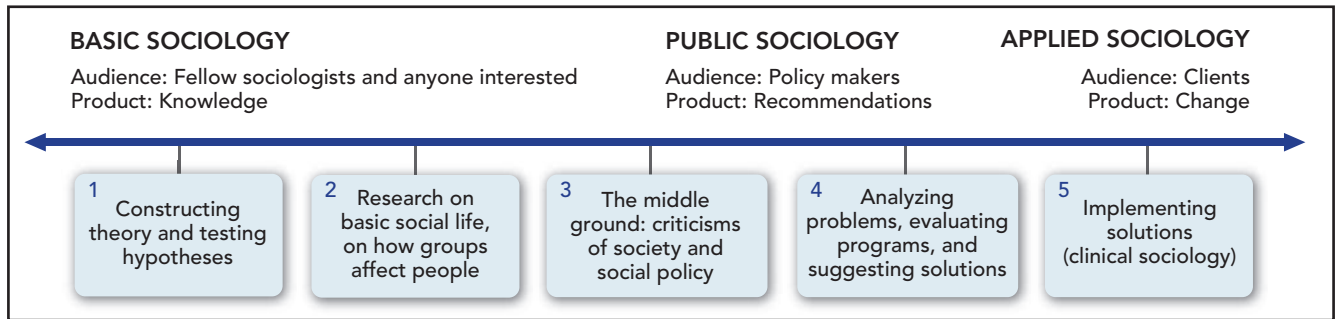 BASIC SOCIOLOGY
Audience: Fellow sociologists and anyone interested
Product: Knowledge
PUBLIC SOCIOLOGY
Audience: Policy makers
Product: Recommendations
APPLIED SOCIOLOGY
Audience: Clients
Product: Change
1
Constructing
theory and testing
hypotheses
2
Research on
basic social life,
on how groups
affect people
3
The middle
ground: criticisms
of society and
social policy
4
Analyzing
problems, evaluating
programs, and
suggesting solutions
5
Implementing
solutions
(clinical sociology)